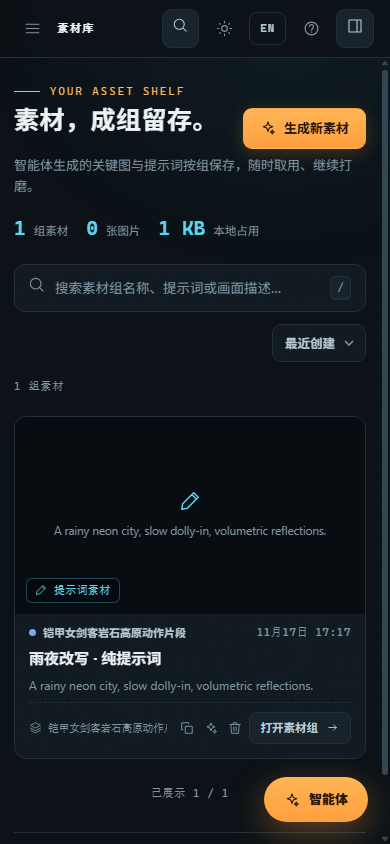 素材库
EN
YOUR ASSET SHELF
素材，成组留存。
生成新素材
智能体生成的关键图与提示词按组保存，随时取用、继续打
磨。
1 组素材 0 张图片 1 KB 本地占用
搜索素材组名称、提示词或画面描述... /
最近创建
1 组素材
A rainy neon city, slow dolly-in, volumetric reflections.
提示词素材
铠甲女剑客岩石高原动作片段 11月17日 17:17
雨夜改写 · 纯提示词
A rainy neon city, slow dolly-in, volumetric reflections.
铠甲女剑客岩石高原动作片 打开素材组 →
已展示 1 / 1
智能体